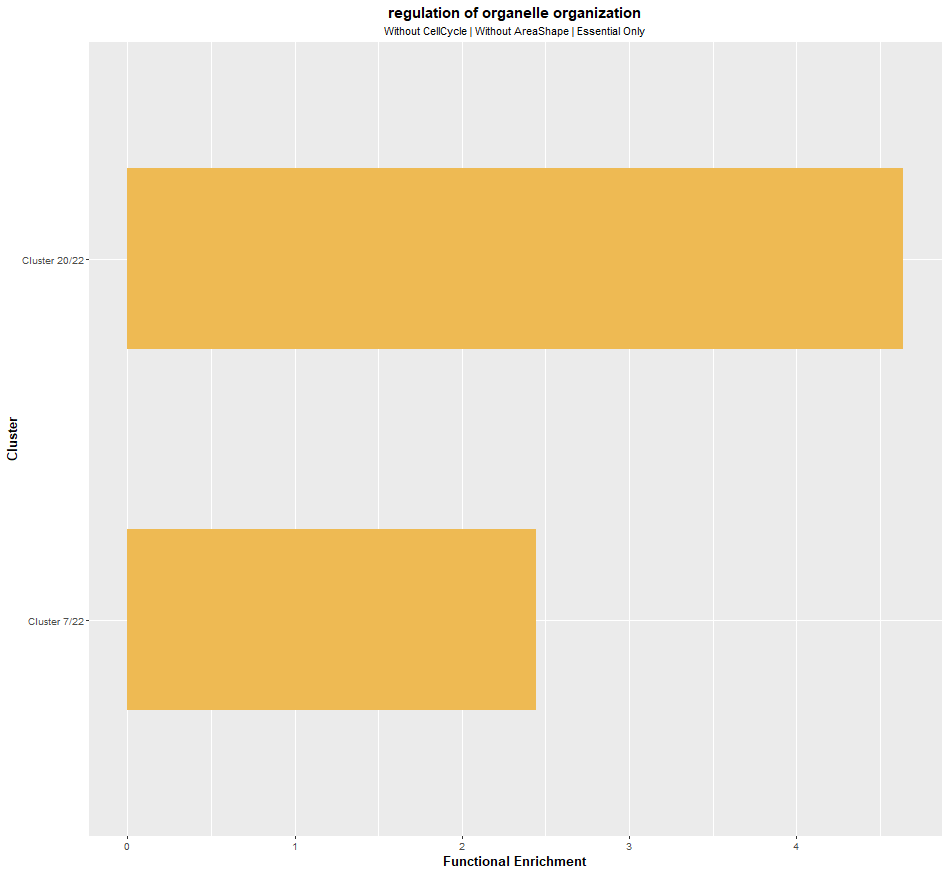 regulation of organelle organization
Without CellCycle | Without AreaShape | Essential Only
Cluster
Cluster 20/22
Cluster 7/22
0 1 2 3 4
Functional Enrichment